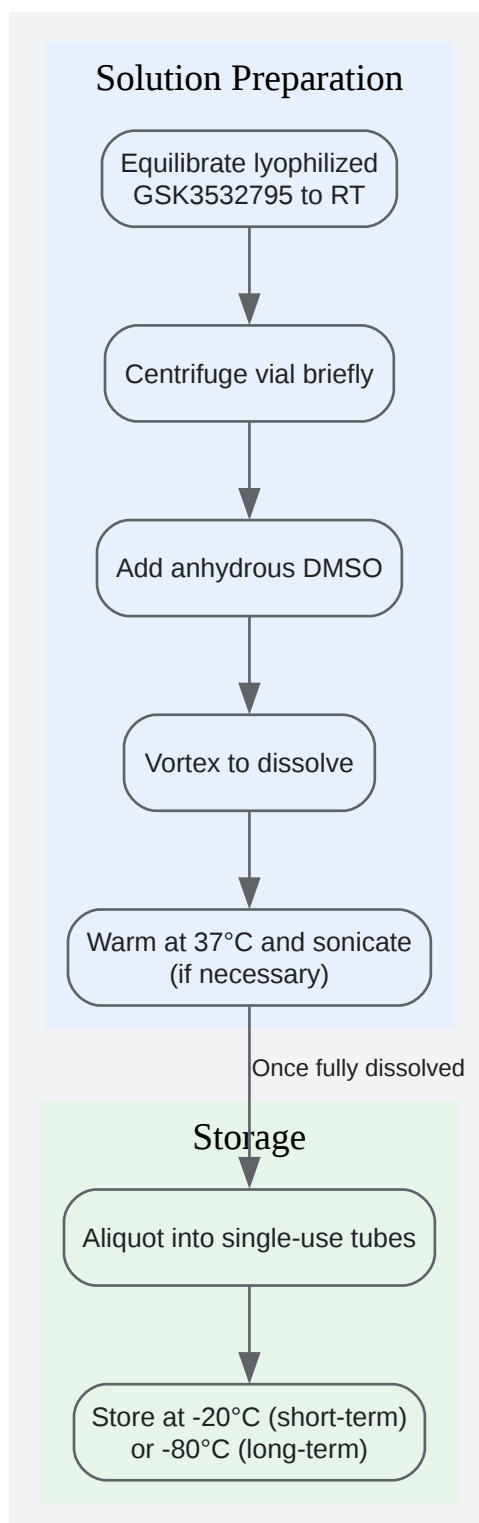 Solution Preparation
Equilibrate lyophilized
GSK3532795 to RT
Centrifuge vial briefly
Add anhydrous DMSO
Vortex to dissolve
Warm at 37°C and sonicate
(if necessary)
Once fully dissolved
Storage
Aliquot into single-use tubes
Store at -20°C (short-term)
or -80°C (long-term)